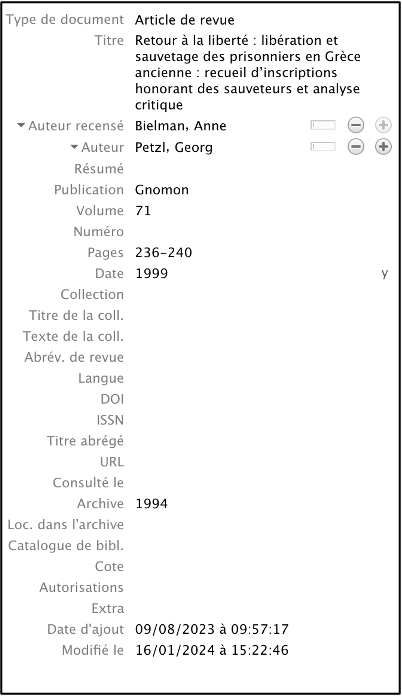 Type de document Article de revue
Titre Retour à la liberté : libération et
sauvetage des prisonniers en Grèce
ancienne : recueil d'inscriptions
honorant des sauveteurs et analyse
critique
Auteur recensé Bielman, Anne
Auteur Petzl, Georg
Résumé
Publication Gnomon
Volume 71
Numéro
Pages 236-240
Date 1999 y
Collection
Titre de la coll.
Texte de la coll.
Abrév. de revue
Langue
DOI
ISSN
Titre abrégé
URL
Consulté le
Archive 1994
Loc. dans l'archive
Catalogue de bibl.
Cote
Autorisations
Extra
Date d'ajout 09/08/2023 à 09:57:17
Modifié le 16/01/2024 à 15:22:46